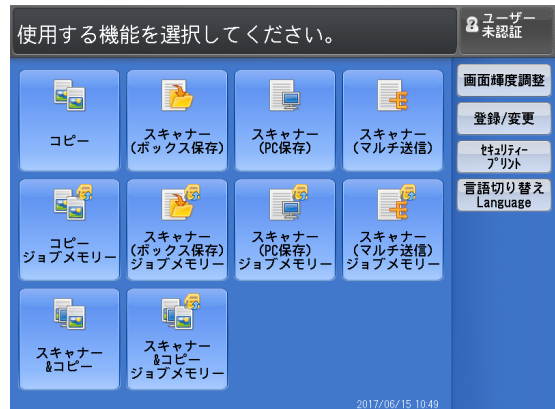 使用する機能を選択してください。
ユーザー
未認証
コピー
スキャナー
(ボックス保存)
スキャナー
(PC保存)
スキャナー
(マルチ送信)
画面輝度調整
登録/変更
セキュリティー
プリント
言語切り替え
Language
コピー
ジョブメモリー
スキャナー
(ボックス保存)
ジョブメモリー
スキャナー
(PC保存)
ジョブメモリー
スキャナー
(マルチ送信)
ジョブメモリー
スキャナー
&コピー
スキャナー
&コピー
ジョブメモリー
2017/06/15 10:49